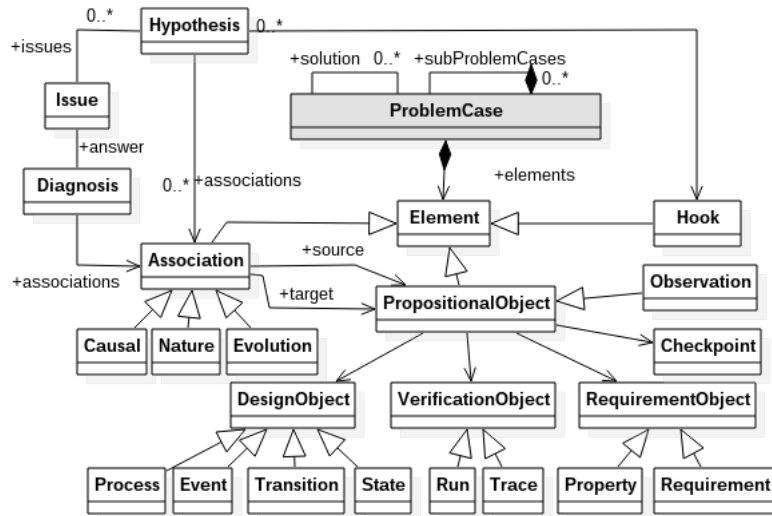 0..*
Hypothesis
0..*
+issues
+solution
0..*
+subProblemCases
0..*
Issue
ProblemCase
+answer
Diagnosis
0..*
+associations
+elements
Element
Hook
+associations
Association
+source
+target
PropositionalObject
Observation
Causal
Nature
Evolution
Checkpoint
DesignObject
VerificationObject
RequirementObject
Process
Event
Transition
State
Run
Trace
Property
Requirement